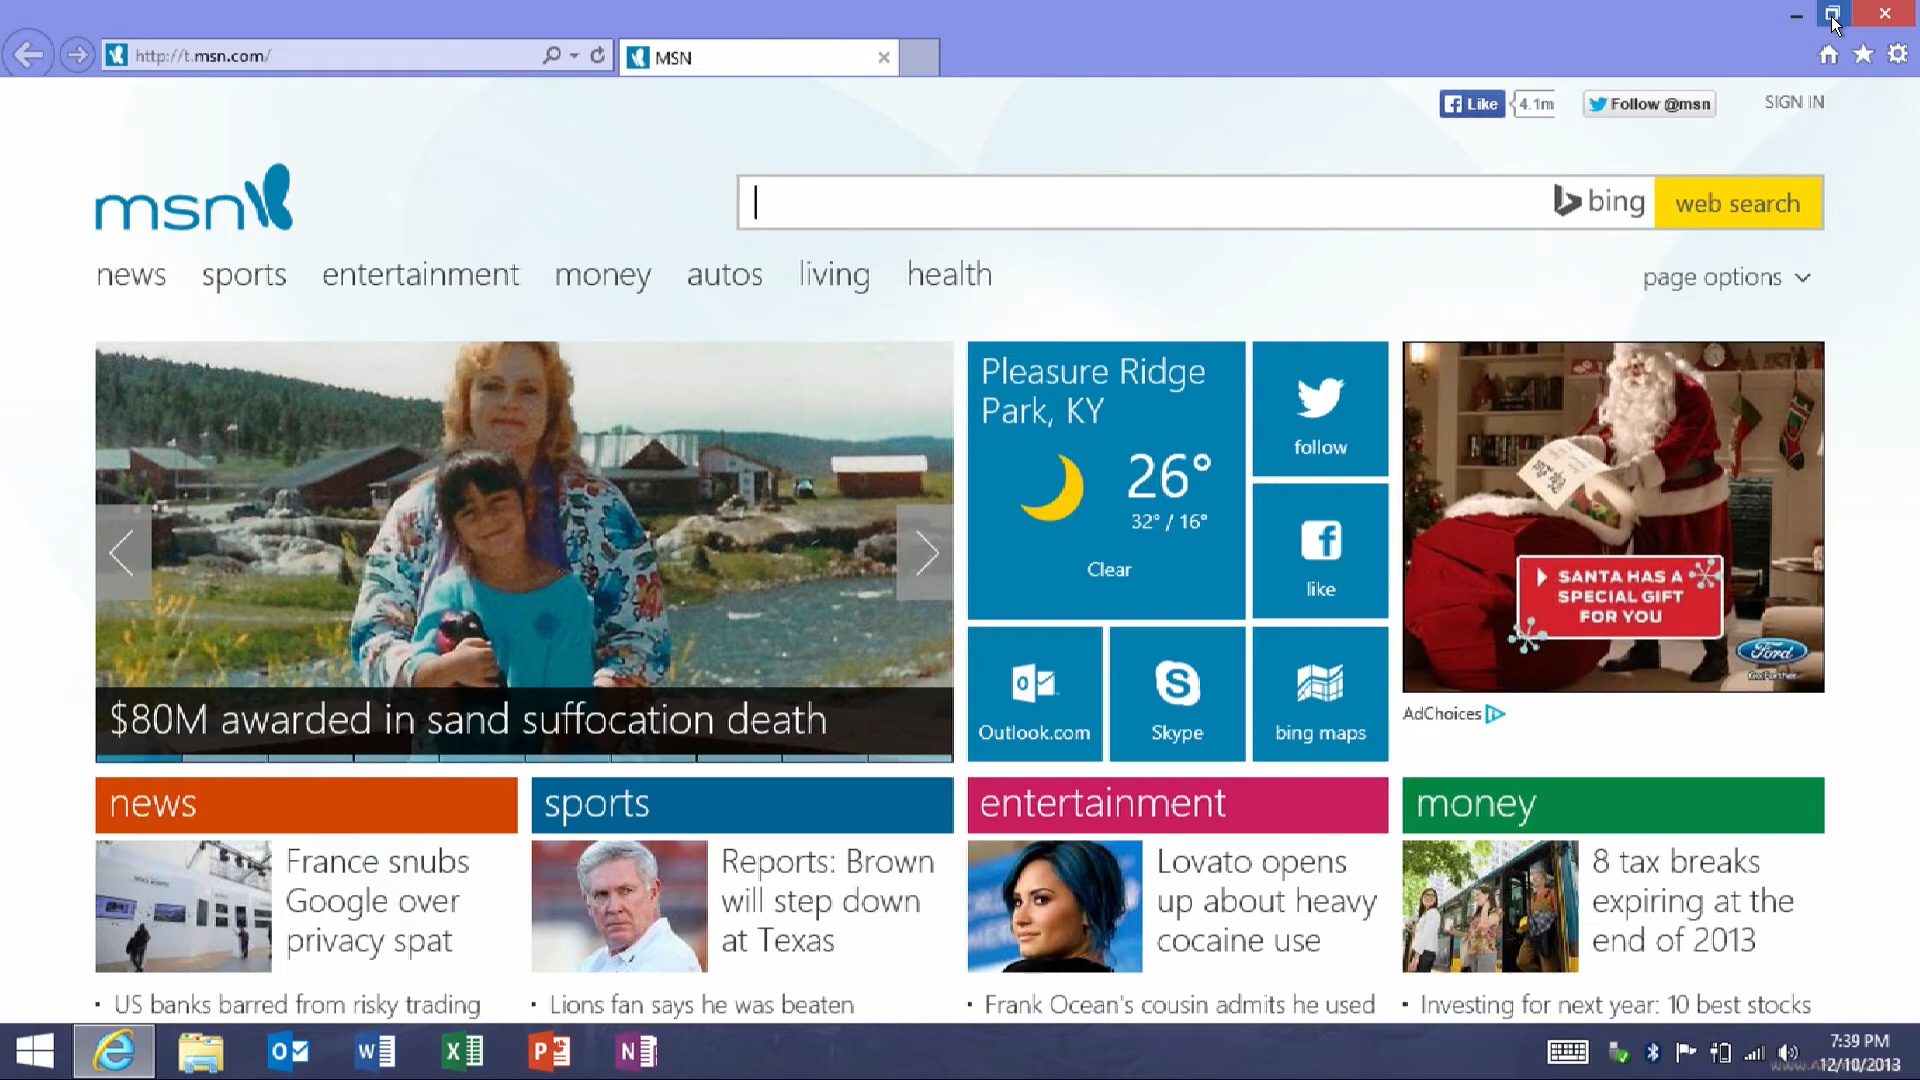 http://t.msn.com/
MSN
Like
4.1m
Follow @msn
SIGN IN
msn
bing
web search
news sports entertainment money autos living health
page options
Pleasure Ridge
Park, KY
26°
32° / 16°
Clear
follow
like
Outlook.com
Skype
bing maps
SANTA HAS A
SPECIAL GIFT
FOR YOU
Ford
AdChoices
$80M awarded in sand suffocation death
news
France snubs
Google over
privacy spat
US banks barred from risky trading
sports
Reports: Brown
will step down
at Texas
Lions fan says he was beaten
entertainment
Lovato opens
up about heavy
cocaine use
Frank Ocean's cousin admits he used
money
8 tax breaks
expiring at the
end of 2013
Investing for next year: 10 best stocks
7:39 PM
12/10/2013